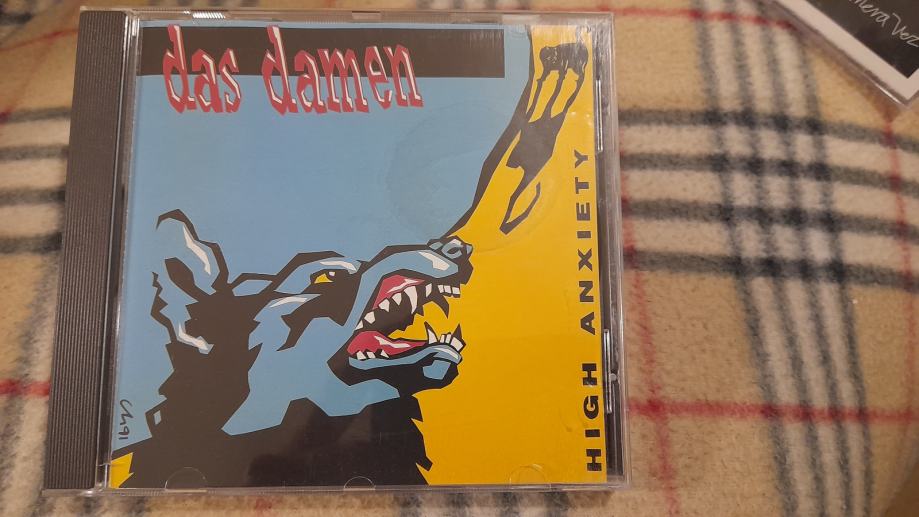 das damen
HIGH ANXIETY